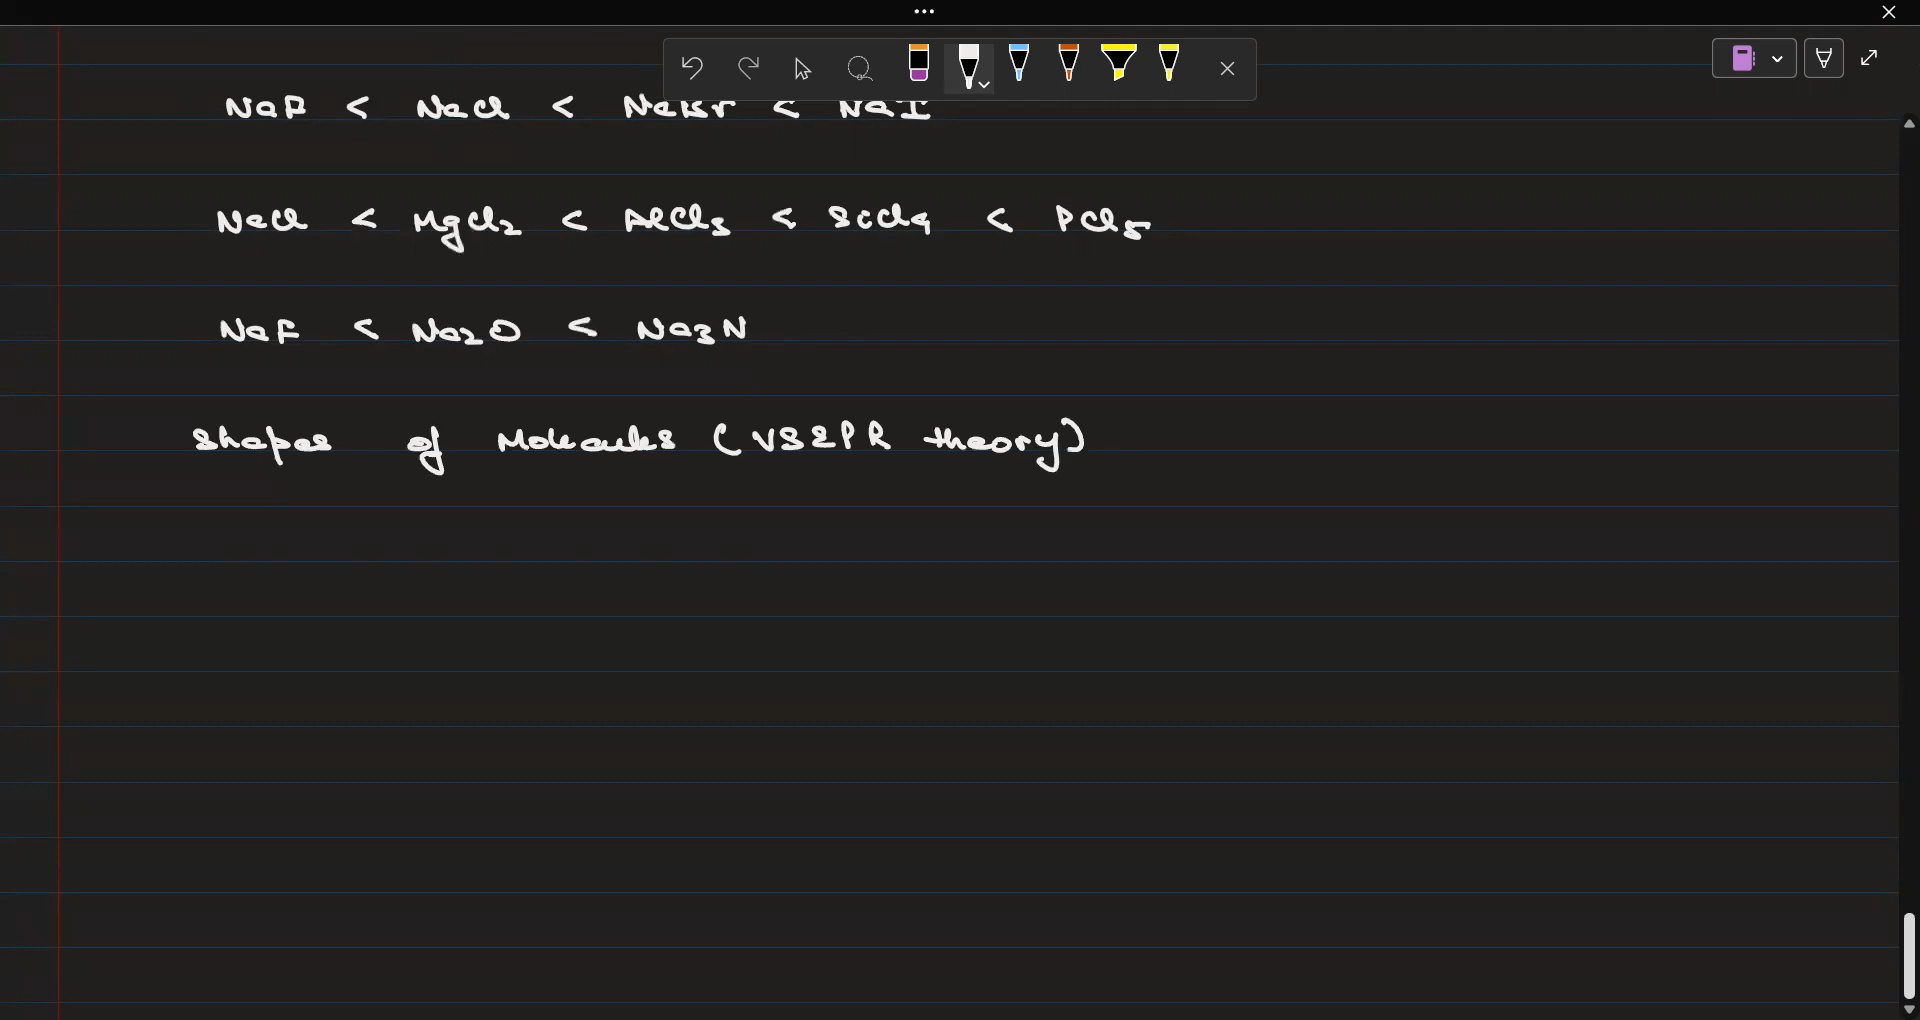 NaF < NaCl < NaBr < NaI
NaCl < MgCl₂ < AlCl₃ < SiCl₄ < PCl₅
NaF < Na₂O < Na₃N
Shapes of Molecules (VSEPR theory)